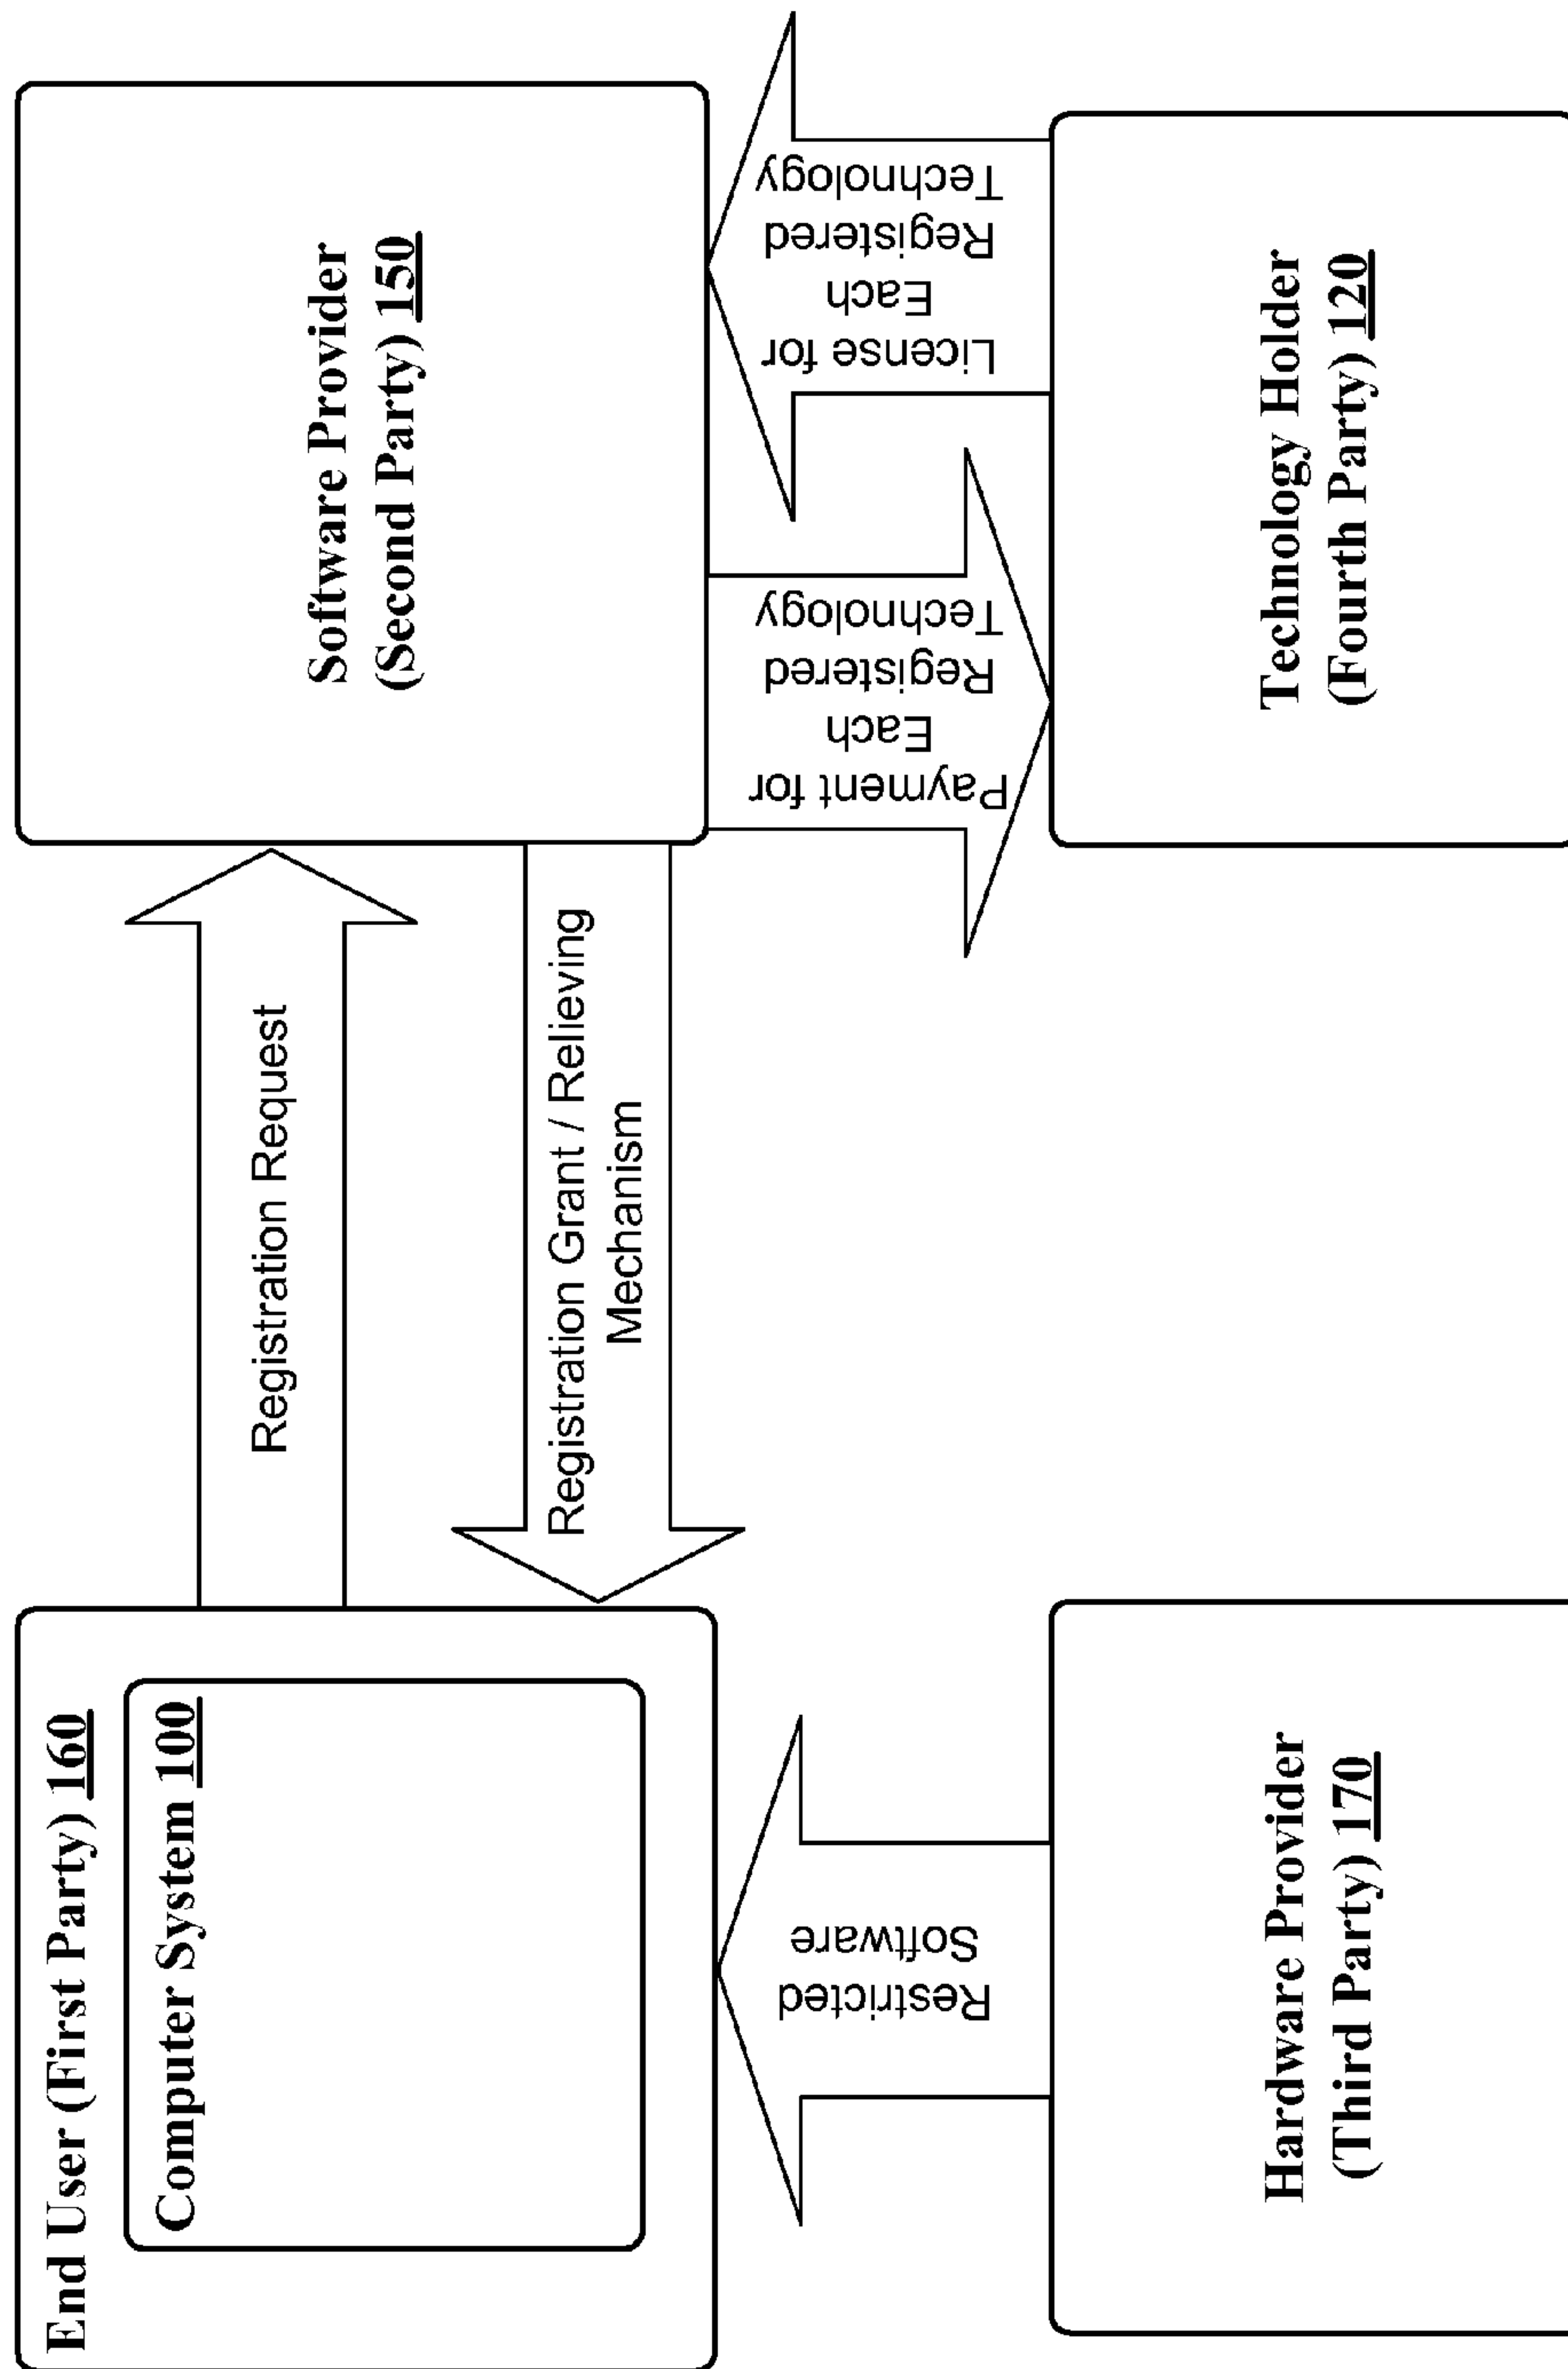 End User (First Party) 160
Computer System 100
Registration Request
Registration Grant / Relieving
Mechanism
Software Provider
(Second Party) 150
Restricted
Software
Payment for
Each
Registered
Technology
License for
Each
Registered
Technology
Hardware Provider
(Third Party) 170
Technology Holder
(Fourth Party) 120